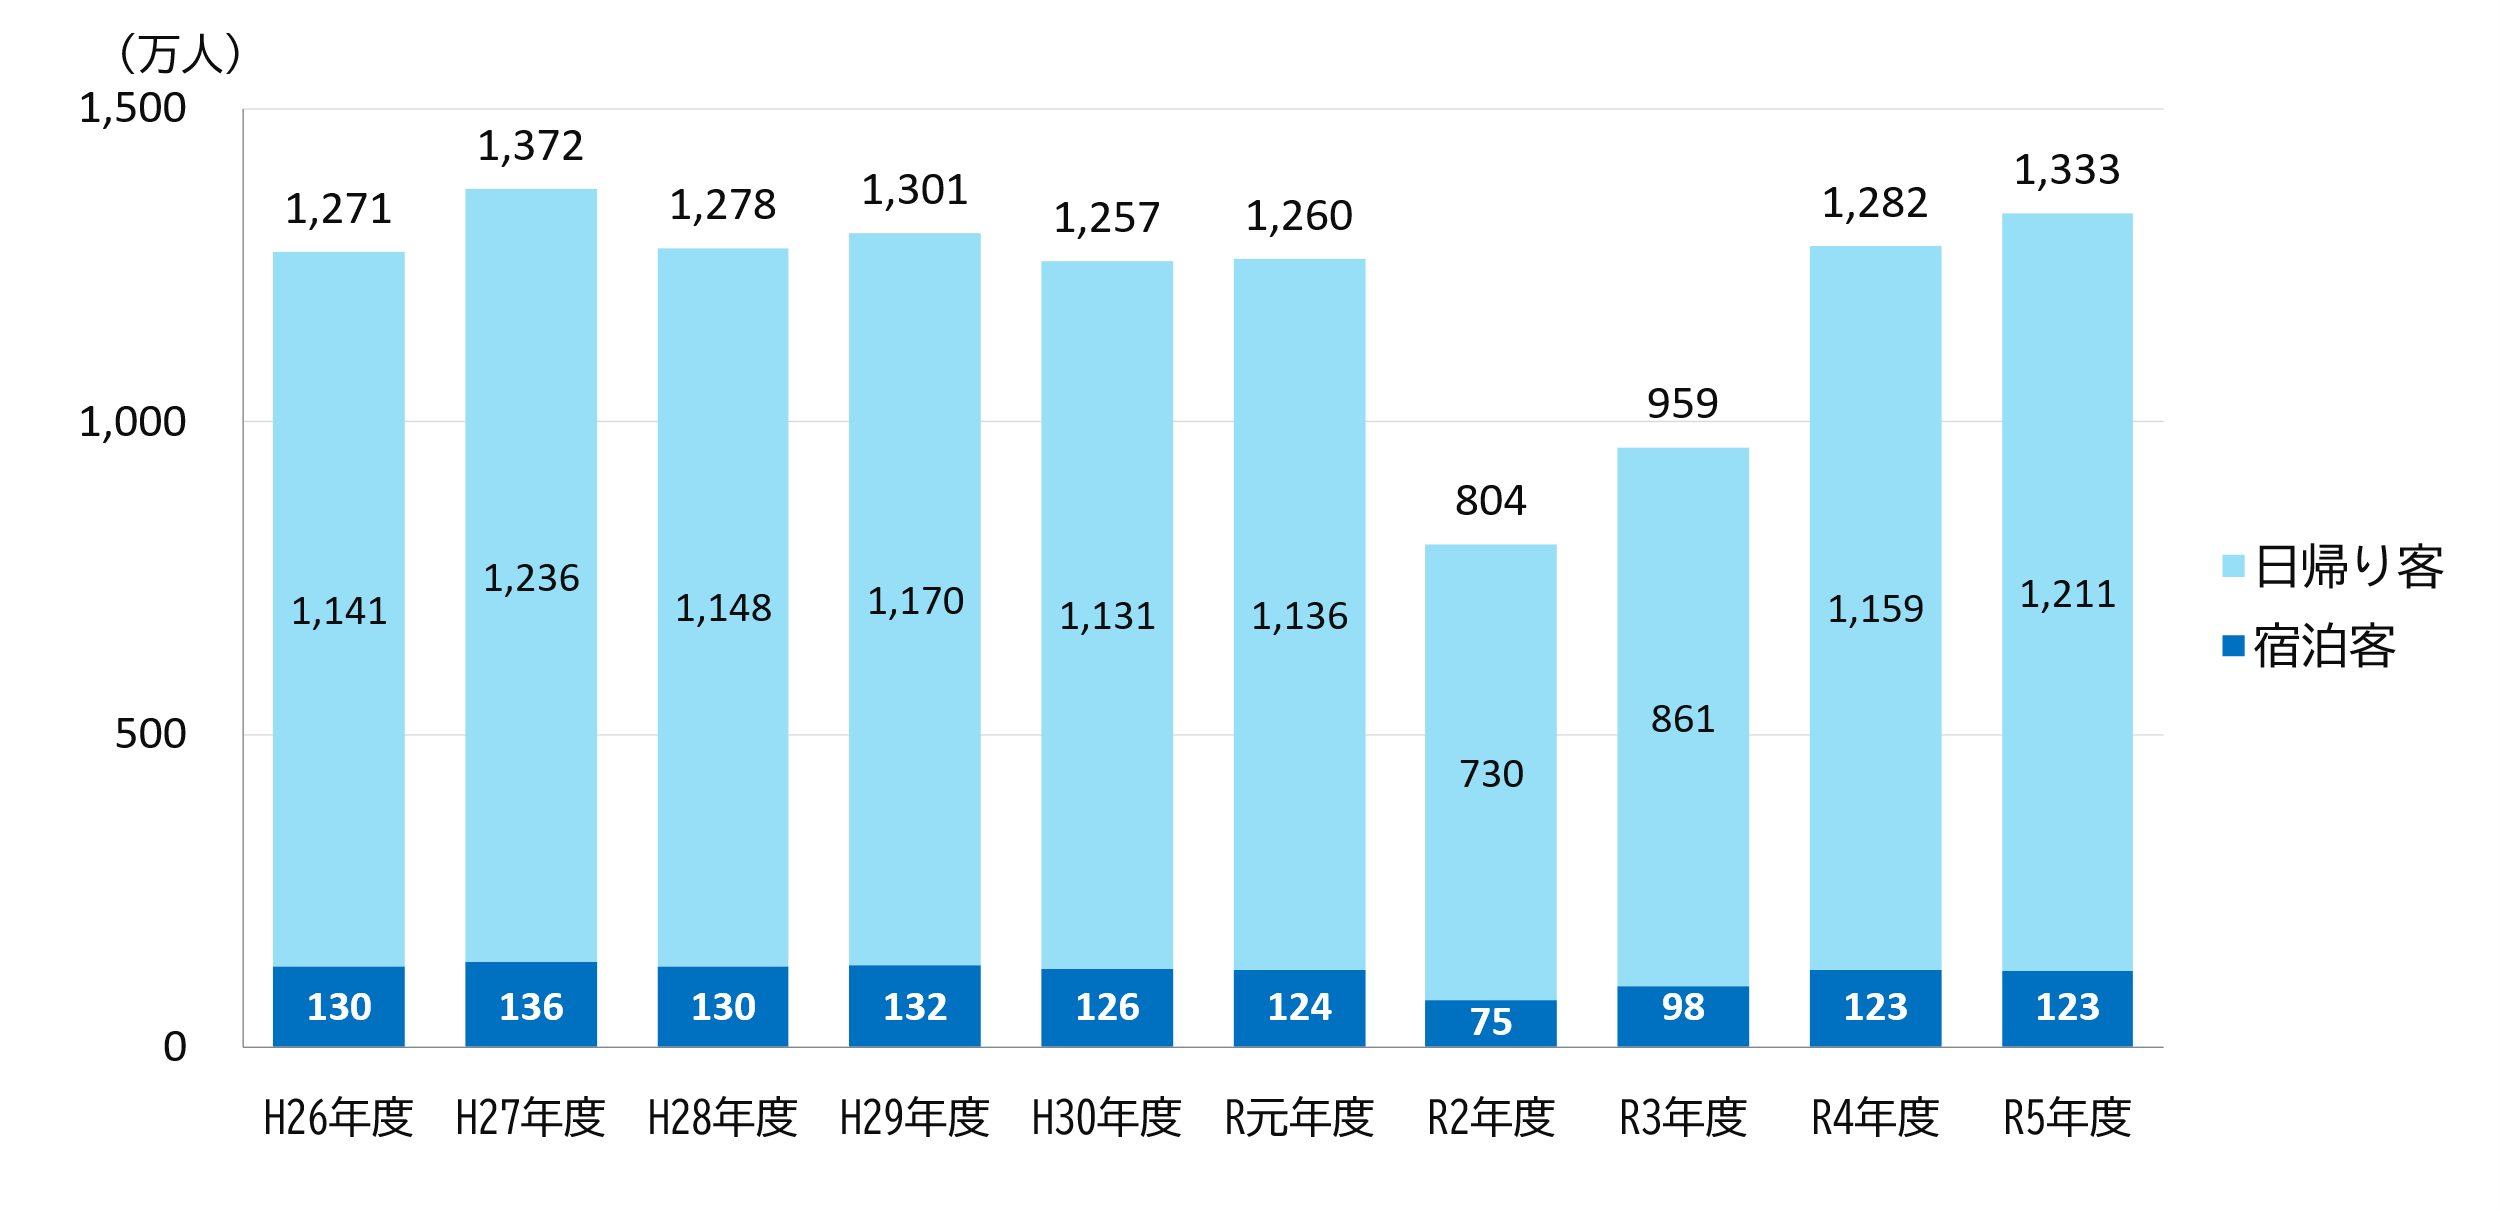 （万人）
1,500
1,000
500
0
1,271 1,372 1,278 1,301 1,257 1,260 804 959 1,282 1,333
1,141 1,236 1,148 1,170 1,131 1,136 730 861 1,159 1,211
130 136 130 132 126 124 75 98 123 123
H26年度 H27年度 H28年度 H29年度 H30年度 R元年度 R2年度 R3年度 R4年度 R5年度
日帰り客
宿泊客